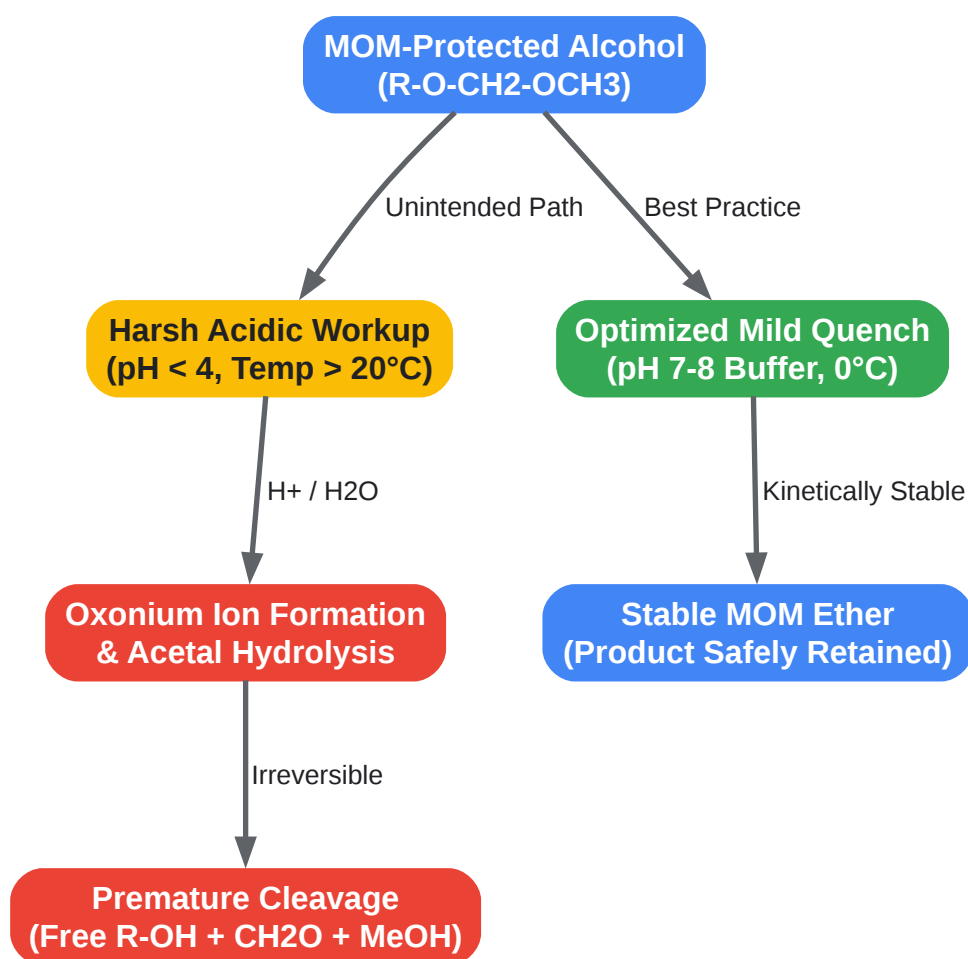 MOM-Protected Alcohol
(R-O-CH2-OCH3)
Unintended Path
Best Practice
Harsh Acidic Workup
(pH < 4, Temp > 20°C)
Optimized Mild Quench
(pH 7-8 Buffer, 0°C)
H+ / H2O
Kinetically Stable
Oxonium Ion Formation
& Acetal Hydrolysis
Stable MOM Ether
(Product Safely Retained)
Irreversible
Premature Cleavage
(Free R-OH + CH2O + MeOH)